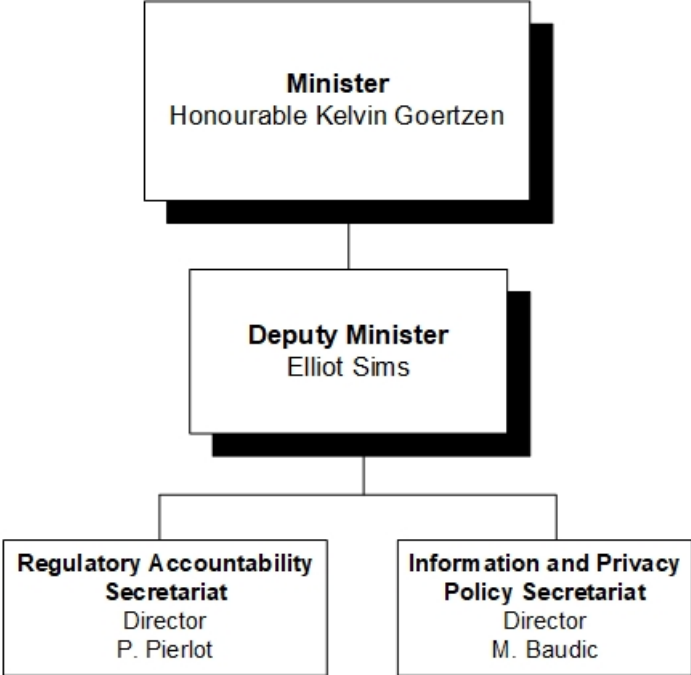 Minister
Honourable Kelvin Goertzen
Deputy Minister
Elliot Sims
Regulatory Accountability
Secretariat
Director
P. Pierlot
Information and Privacy
Policy Secretariat
Director
M. Baudic